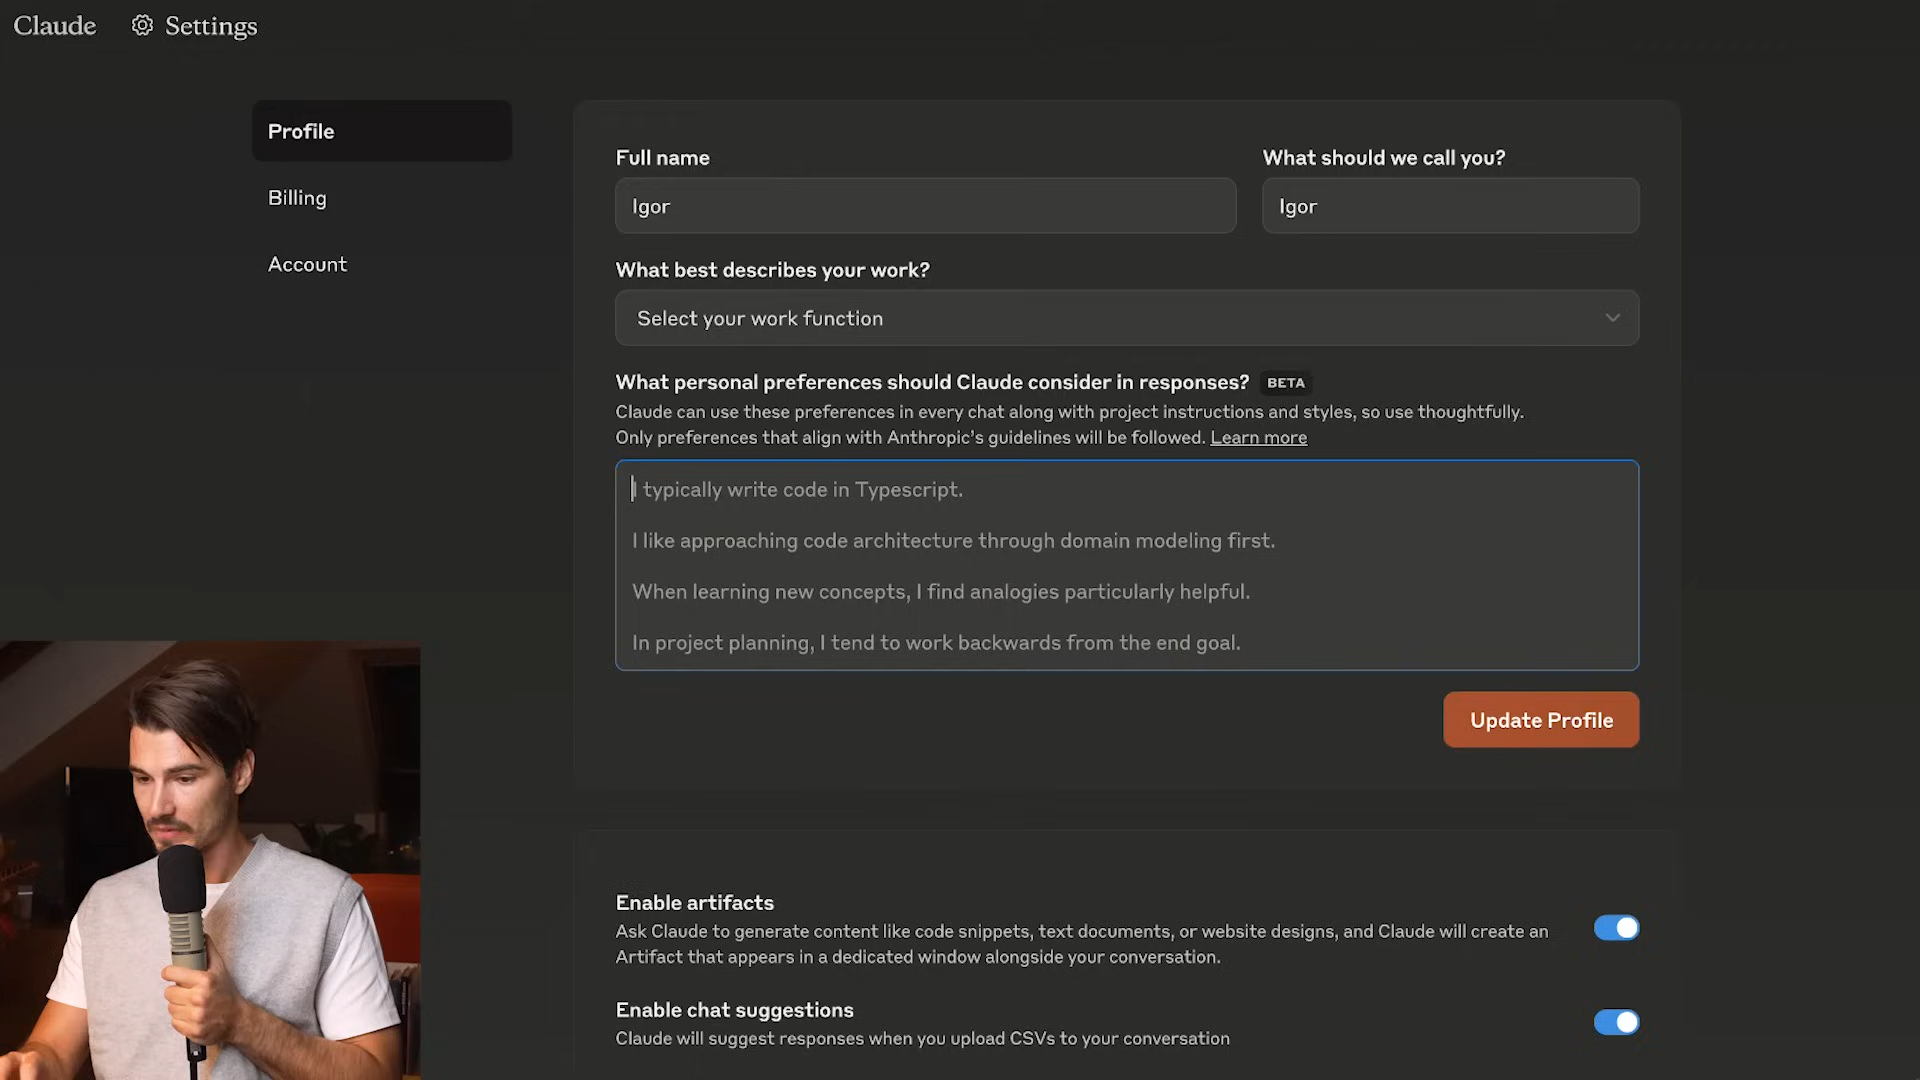 Claude
Settings
Profile
Billing
Account
Full name
Igor
What should we call you?
Igor
What best describes your work?
Select your work function
What personal preferences should Claude consider in responses? BETA
Claude can use these preferences in every chat along with project instructions and styles, so use thoughtfully.
Only preferences that align with Anthropic's guidelines will be followed. Learn more
I typically write code in Typescript.
I like approaching code architecture through domain modeling first.
When learning new concepts, I find analogies particularly helpful.
In project planning, I tend to work backwards from the end goal.
Update Profile
Enable artifacts
Ask Claude to generate content like code snippets, text documents, or website designs, and Claude will create an
Artifact that appears in a dedicated window alongside your conversation.
Enable chat suggestions
Claude will suggest responses when you upload CSVs to your conversation